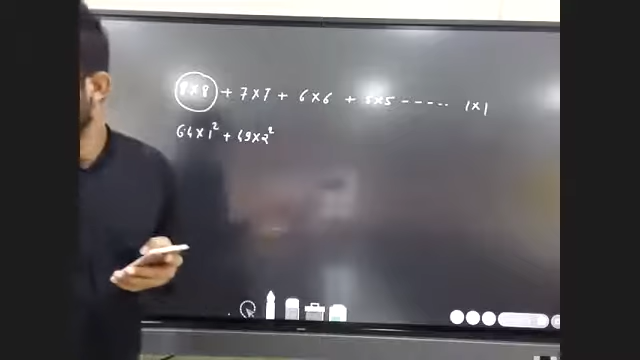 8×8 + 7×7 + 6×6 + 5×5 ----- 1×1
64×1² + 49×2²